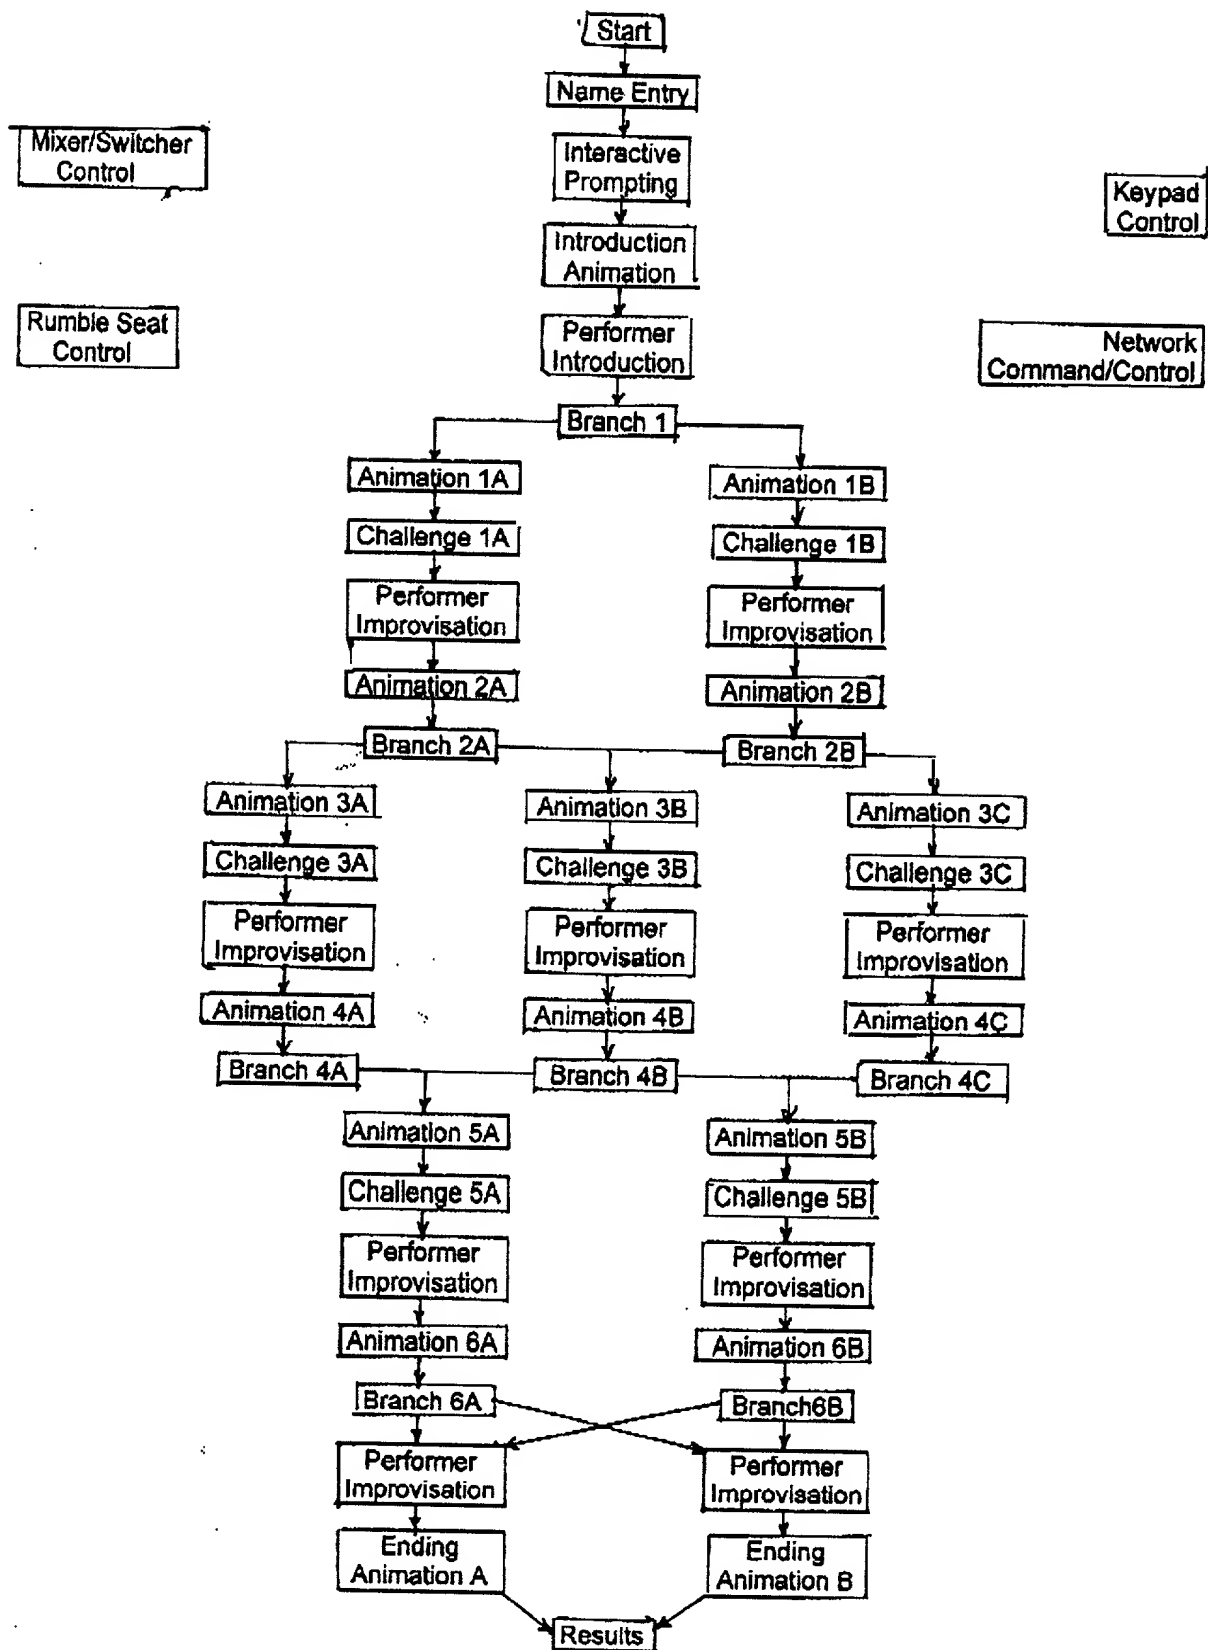 Start
Name Entry
Mixer/Switcher
Control
Interactive
Prompting
Keypad
Control
Introduction
Animation
Rumble Seat
Control
Performer
Introduction
Network
Command/Control
Branch 1
Animation 1A
Animation 1B
Challenge 1A
Challenge 1B
Performer
Improvisation
Performer
Improvisation
Animation 2A
Animation 2B
Branch 2A
Branch 2B
Animation 3A
Animation 3B
Animation 3C
Challenge 3A
Challenge 3B
Challenge 3C
Performer
Improvisation
Performer
Improvisation
Performer
Improvisation
Animation 4A
Animation 4B
Animation 4C
Branch 4A
Branch 4B
Branch 4C
Animation 5A
Animation 5B
Challenge 5A
Challenge 5B
Performer
Improvisation
Performer
Improvisation
Animation 6A
Animation 6B
Branch 6A
Branch6B
Performer
Improvisation
Performer
Improvisation
Ending
Animation A
Ending
Animation B
Results